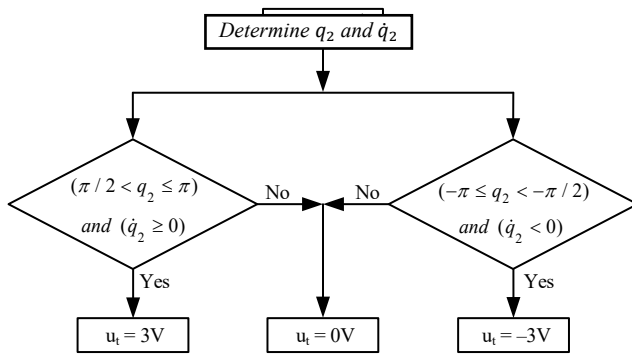 Determine q₂ and q̇₂
(π / 2 < q₂ ≤ π)
and (q̇₂ ≥ 0)
No
No
(−π ≤ q₂ < −π / 2)
and (q̇₂ < 0)
Yes
Yes
uₜ = 3V
uₜ = 0V
uₜ = –3V